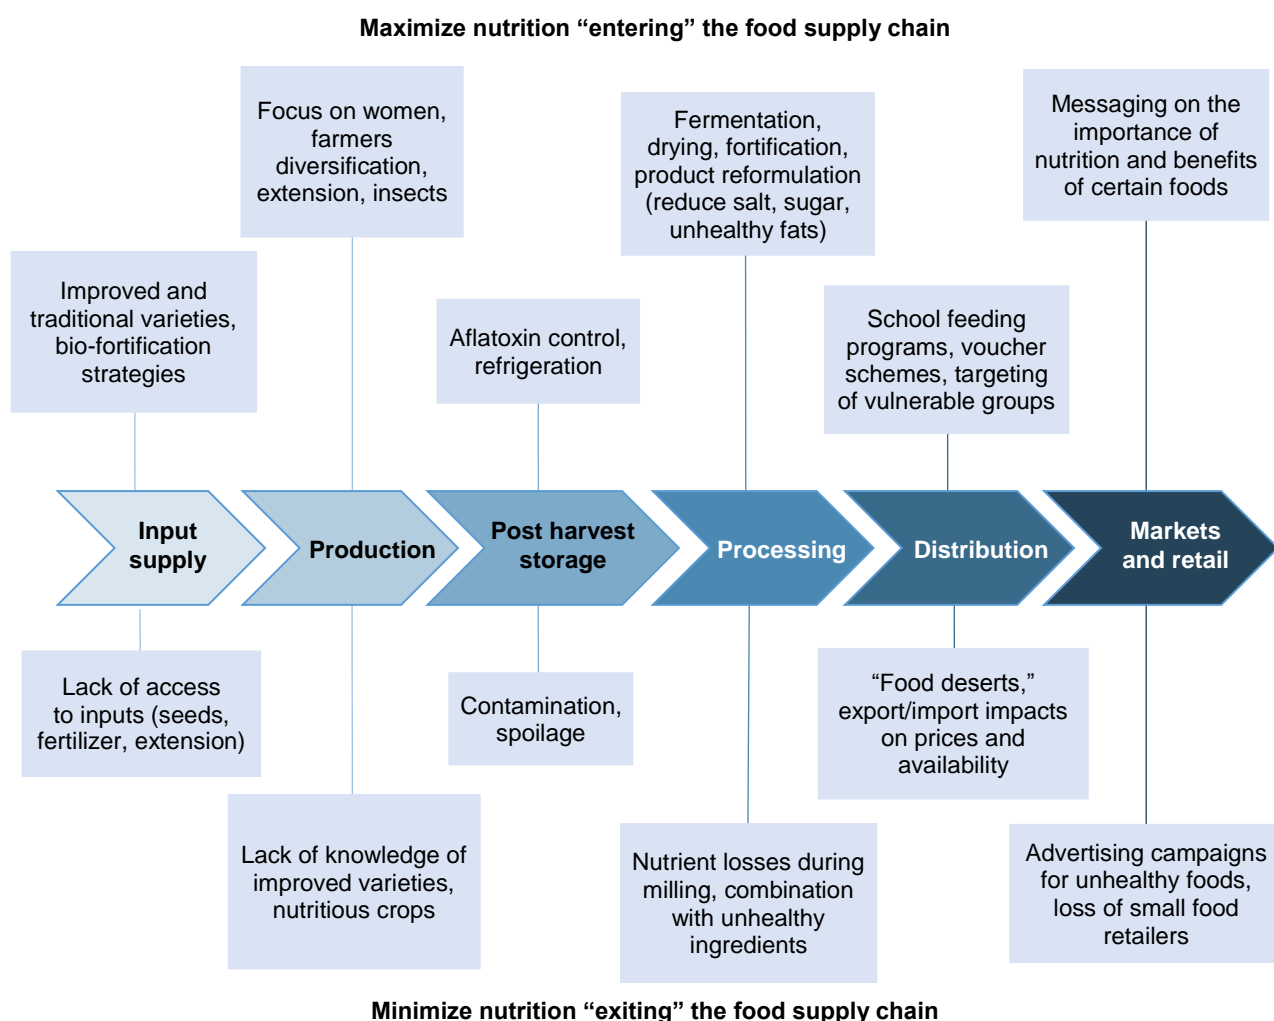 Maximize nutrition “entering” the food supply chain
Focus on women,
farmers
diversification,
extension, insects
Fermentation,
drying, fortification,
product reformulation
(reduce salt, sugar,
unhealthy fats)
Messaging on the
importance of
nutrition and benefits
of certain foods
Improved and
traditional varieties,
bio-fortification
strategies
Aflatoxin control,
refrigeration
School feeding
programs, voucher
schemes, targeting
of vulnerable groups
Input
supply
Production
Post harvest
storage
Processing
Distribution
Markets
and retail
Lack of access
to inputs (seeds,
fertilizer, extension)
Contamination,
spoilage
“Food deserts,”
export/import impacts
on prices and
availability
Lack of knowledge of
improved varieties,
nutritious crops
Nutrient losses during
milling, combination
with unhealthy
ingredients
Advertising campaigns
for unhealthy foods,
loss of small food
retailers
Minimize nutrition “exiting” the food supply chain